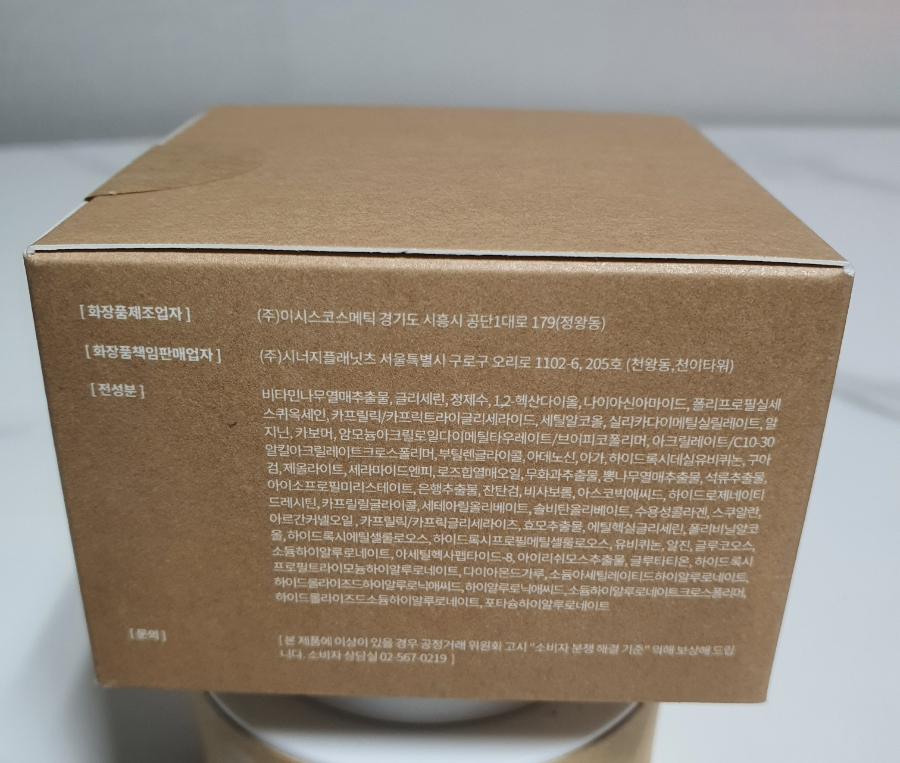 [ 화장품제조업자 ] (주)이시스코스메틱 경기도 시흥시 공단1대로 179(정왕동)
[ 화장품책임판매업자 ] (주)시너지플래닛츠 서울특별시 구로구 오리로 1102-6, 205호 (천왕동,천이타워)
[ 전성분 ] 비타민나무열매추출물, 글리세린, 정제수, 1,2-헥산다이올, 나이아신아마이드, 폴리프로필실세
스퀴옥세인, 카프릴릭/카프릭트라이글리세라이드, 세틸알코올, 실리카다이메틸실릴레이트, 알
지닌, 카보머, 암모늄아크릴로일다이메틸타우레이트/브이피코폴리머, 아크릴레이트/C10-30
알킬아크릴레이트크로스폴리머, 부틸렌글라이콜, 아데노신, 아가, 하이드록시데실유비퀴논, 구아
검, 제올라이트, 세라마이드엔피, 로즈힙열매오일, 무화과추출물, 뽕나무열매추출물, 석류추출물,
아이소프로필미리스테이트, 은행추출물, 잔탄검, 비사보롤, 아스코빅애씨드, 하이드로제네이티
드레시틴, 카프릴릴글라이콜, 세테아릴올리베이트, 솔비탄올리베이트, 수용성콜라겐, 스쿠알란,
아르간커넬오일, 카프릴릭/카프릭글리세라이즈, 효모추출물, 에틸헥실글리세린, 폴리비닐알코
올, 하이드록시에틸셀룰로오스, 하이드록시프로필메틸셀룰로오스, 유비퀴논, 알진, 글루코오스,
소듐하이알루로네이트, 아세틸헥사펩타이드-8, 아이리쉬모스추출물, 글루타티온, 하이드록시
프로필트라이모늄하이알루로네이트, 다이아몬드가루, 소듐아세틸레이티드하이알루로네이트,
하이드롤라이즈드하이알루로닉애씨드, 하이알루로닉애씨드, 소듐하이알루로네이트크로스폴리머,
하이드롤라이즈드소듐하이알루로네이트, 포타슘하이알루로네이트
[ 문의 ] [ 본 제품에 이상이 있을 경우 공정거래 위원회 고시 "소비자 분쟁 해결 기준" 의해 보상해 드립
니다. 소비자 상담실 02-567-0219 ]